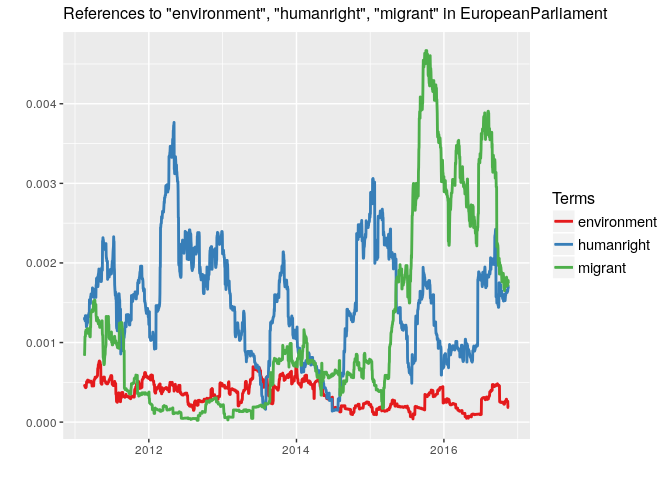 References to "environment", "humanright", "migrant" in EuropeanParliament
0.004
0.003
0.002
0.001
0.000
2012
2014
2016
Terms
environment
humanright
migrant